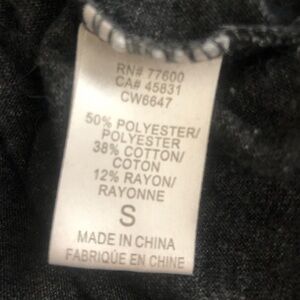 RN# 77600
CA# 45831
CW6647
50% POLYESTER/
POLYESTER
38% COTTON/
COTON
12% RAYON/
RAYONNE
S
MADE IN CHINA
FABRIQUÉ EN CHINE